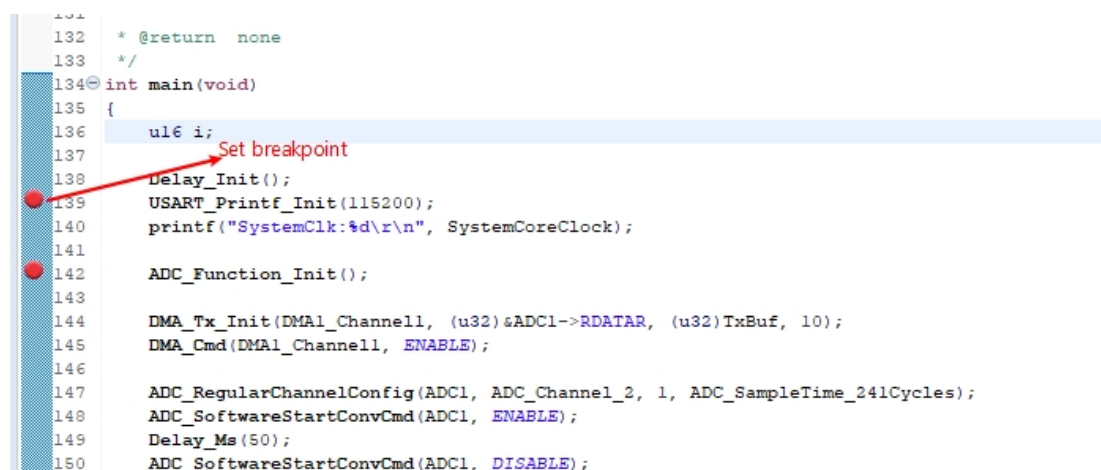 131
132 * @return none
133 */
134 int main(void)
135 {
136 u16 i;
Set breakpoint
137
138 Delay_Init();
139 USART_Printf_Init(115200);
140 printf("SystemClk:%d\r\n", SystemCoreClock);
141
142 ADC_Function_Init();
143
144 DMA_Tx_Init(DMA1_Channel1, (u32)&ADC1->RDATAR, (u32)TxBuf, 10);
145 DMA_Cmd(DMA1_Channel1, ENABLE);
146
147 ADC_RegularChannelConfig(ADC1, ADC_Channel_2, 1, ADC_SampleTime_241Cycles);
148 ADC_SoftwareStartConvCmd(ADC1, ENABLE);
149 Delay_Ms(50);
150 ADC_SoftwareStartConvCmd(ADC1, DISABLE);